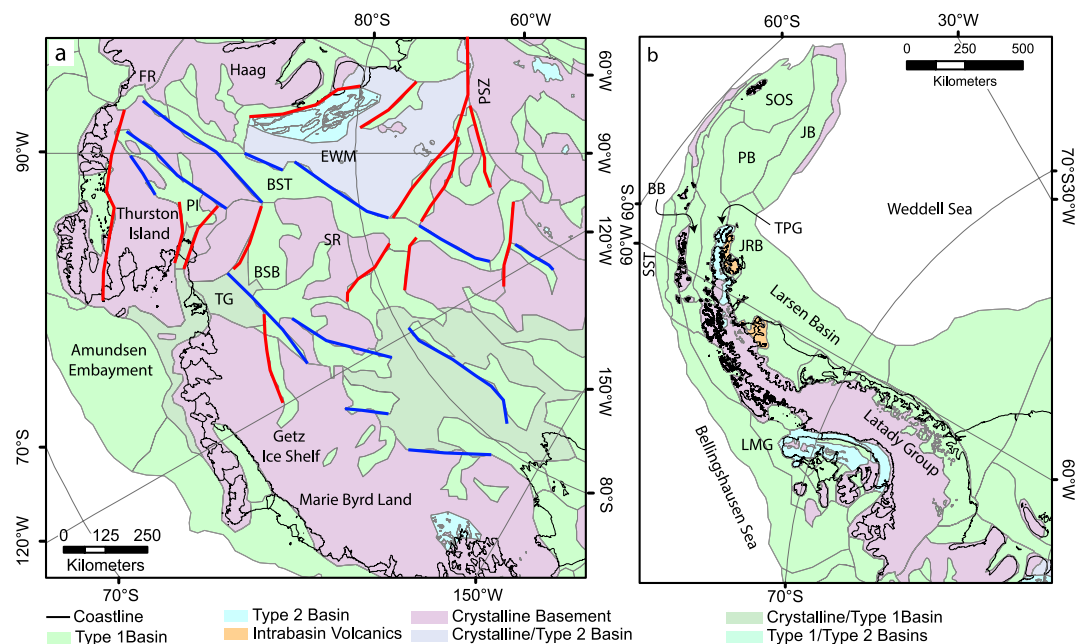 80°S
60°W
60°S
30°W
a
Haag
FR
PSZ
60°W
90°W
EWM
90°W
BST
Thurston
Island
PI
SR
120°W
BSB
TG
Amundsen
Embayment
150°W
70°S
Getz
Ice Shelf
Marie Byrd Land
80°S
0 125 250
Kilometers
120°W
70°S
150°W
b
0 250 500
Kilometers
SOS
JB
PB
70°S
30°W
BB
60°S
90°W
SST
TPG
JRB
Weddell Sea
Larsen Basin
Latady Group
LMG
Bellingshausen Sea
60°W
70°S
Coastline
Type 1Basin
Type 2 Basin
Intrabasin Volcanics
Crystalline Basement
Crystalline/Type 2 Basin
Crystalline/Type 1Basin
Type 1/Type 2 Basins